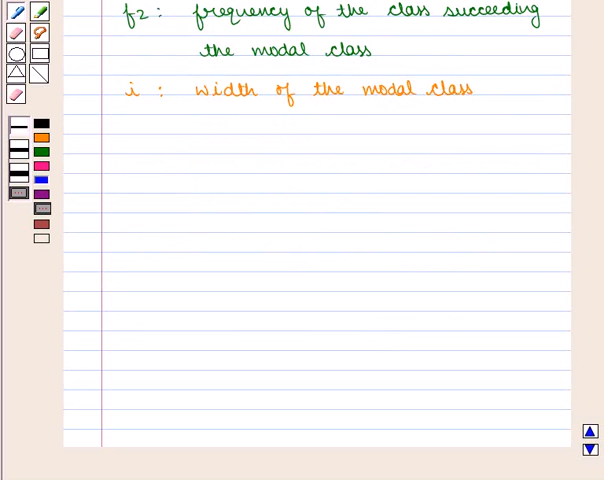 f2 : frequency of the class succeeding
the modal class
i : width of the modal class